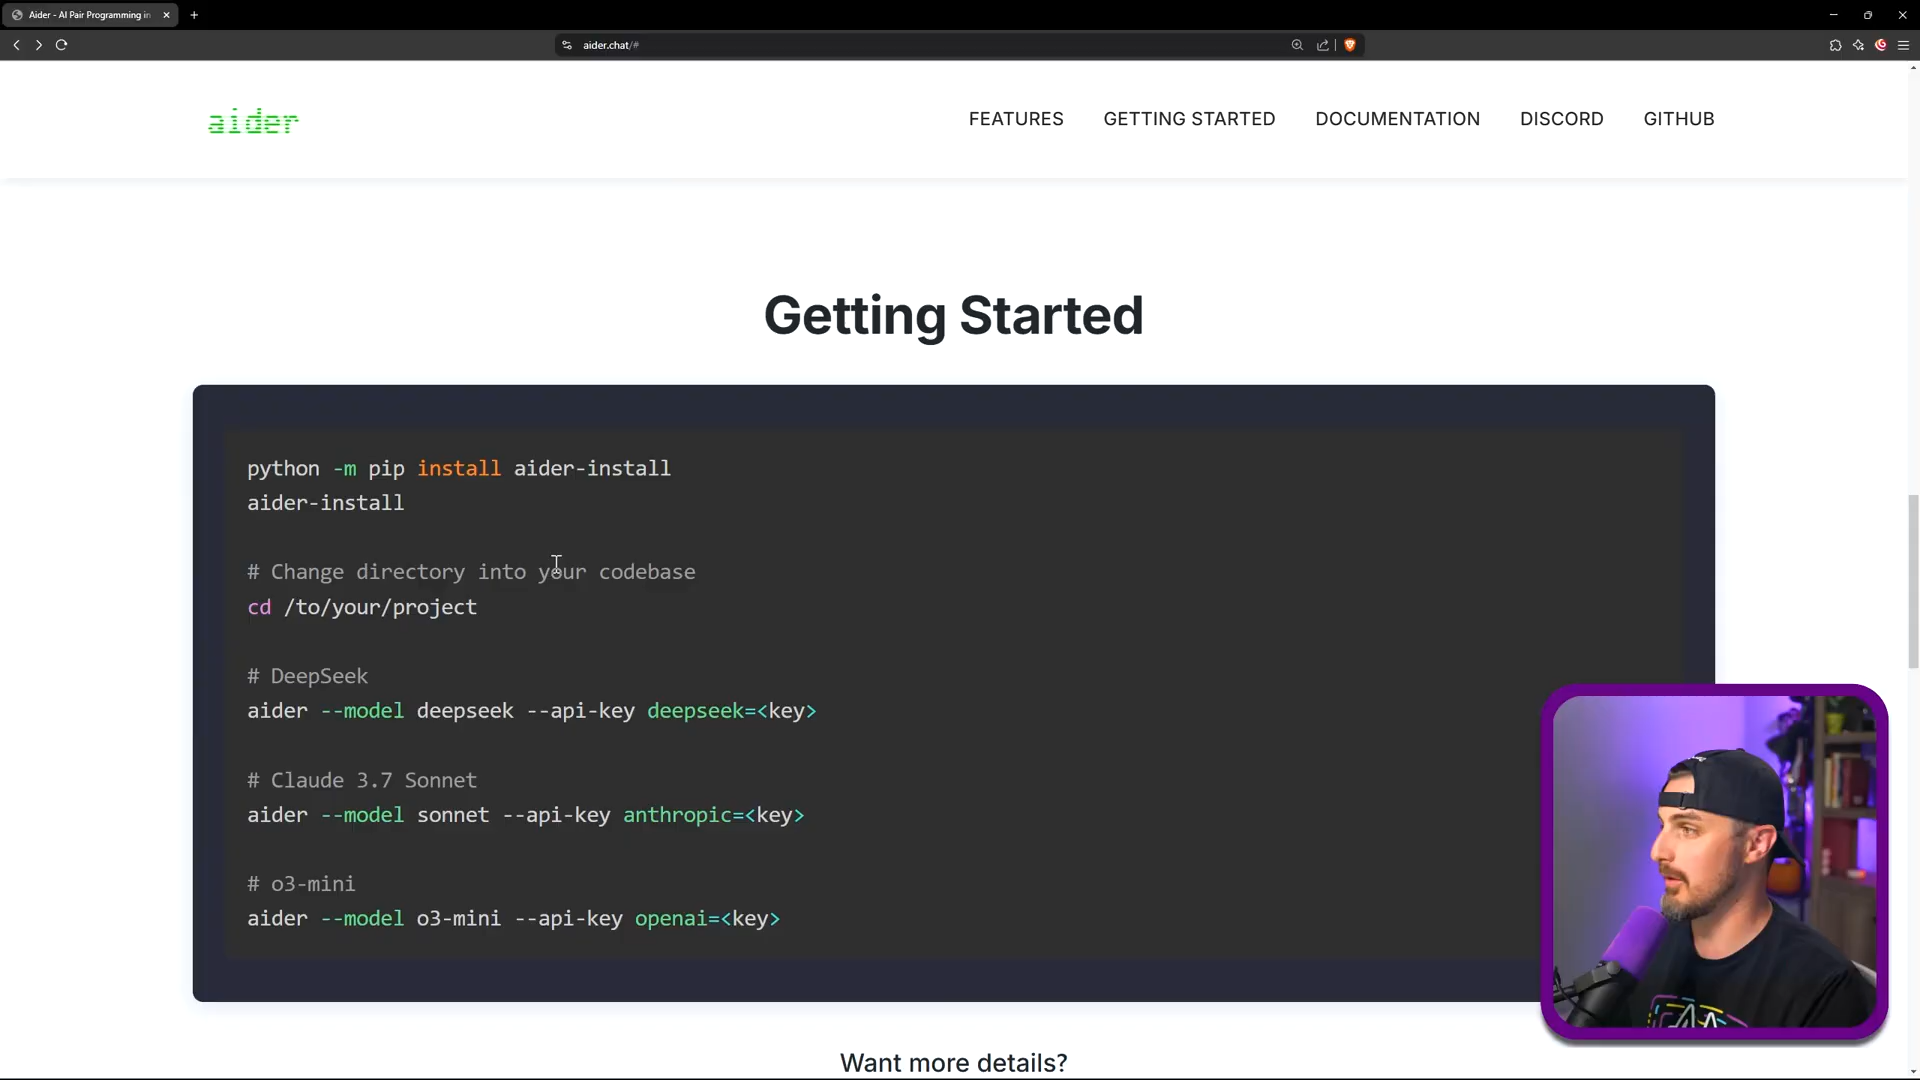 Aider - AI Pair Programming in
aider.chat/#
aider
FEATURES
GETTING STARTED
DOCUMENTATION
DISCORD
GITHUB
Getting Started
python -m pip install aider-install
aider-install
# Change directory into your codebase
cd /to/your/project
# DeepSeek
aider --model deepseek --api-key deepseek=<key>
# Claude 3.7 Sonnet
aider --model sonnet --api-key anthropic=<key>
# o3-mini
aider --model o3-mini --api-key openai=<key>
Want more details?